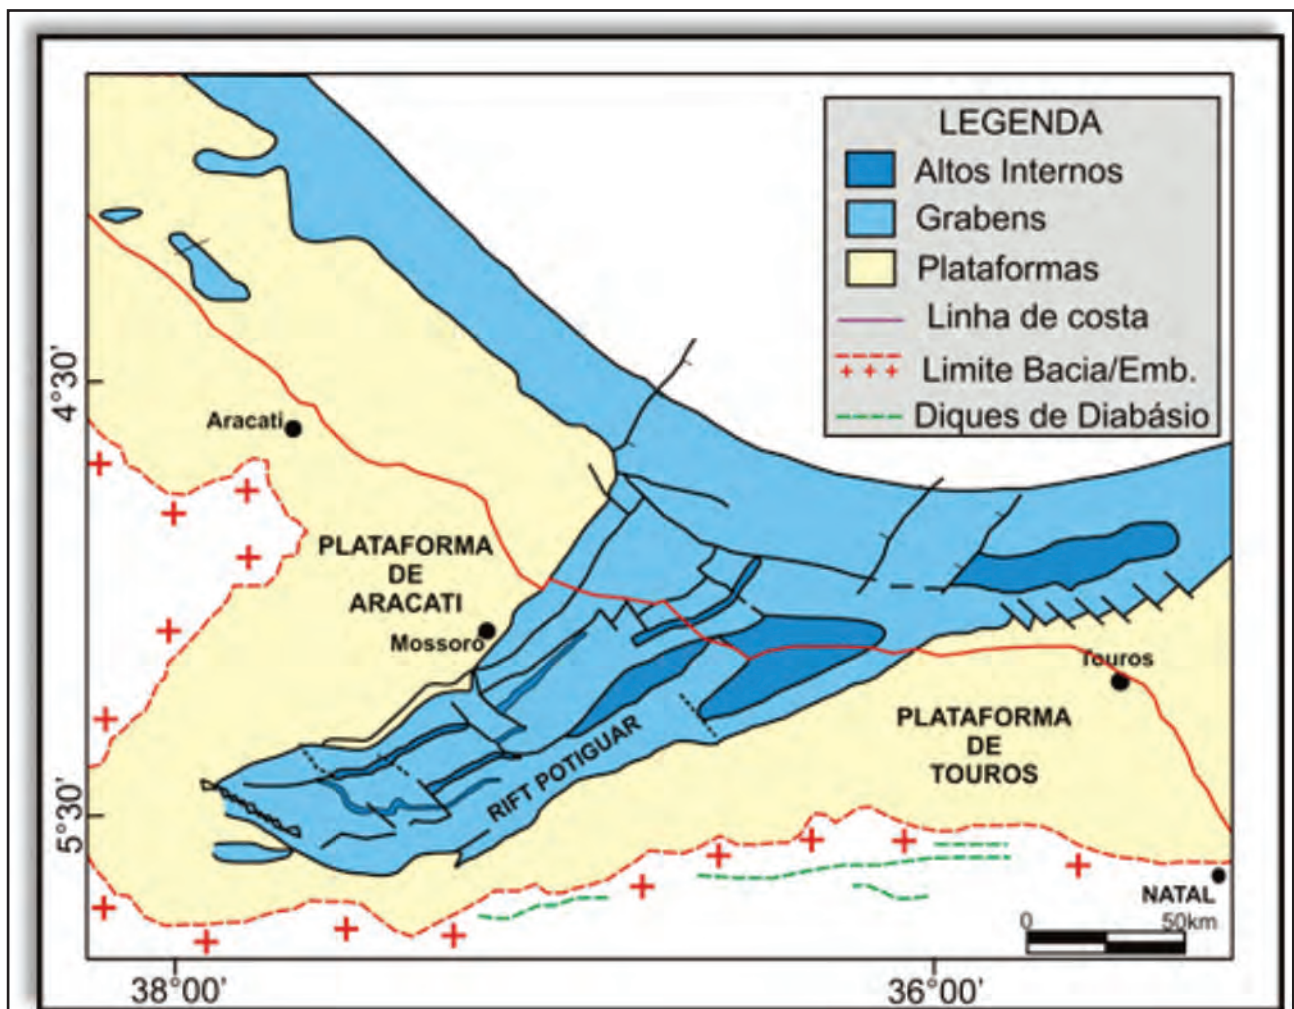 LEGENDA
Altos Internos
Grabens
Plataformas
Linha de costa
Limite Bacia/Emb.
Diques de Diabásio
4°30'
Aracati
PLATAFORMA
DE
ARACATI
Mossoro
Touros
PLATAFORMA
DE
TOUROS
RIFT POTIGUAR
5°30'
NATAL
0 50km
38°00' 36°00'